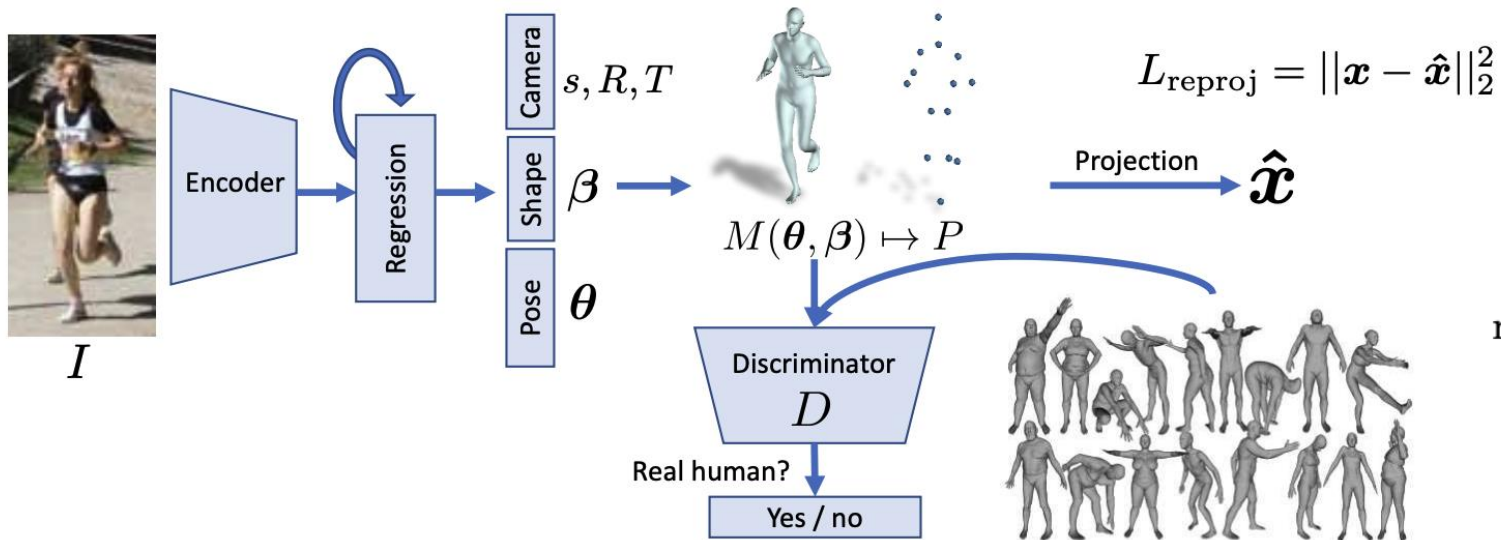 I
Encoder
Regression
Camera
s, R, T
Shape
β
Pose
θ
M(θ, β) ↦ P
L_reproj = ||x − x̂||₂²
Projection
x̂
Discriminator
D
Real human?
Yes / no
r